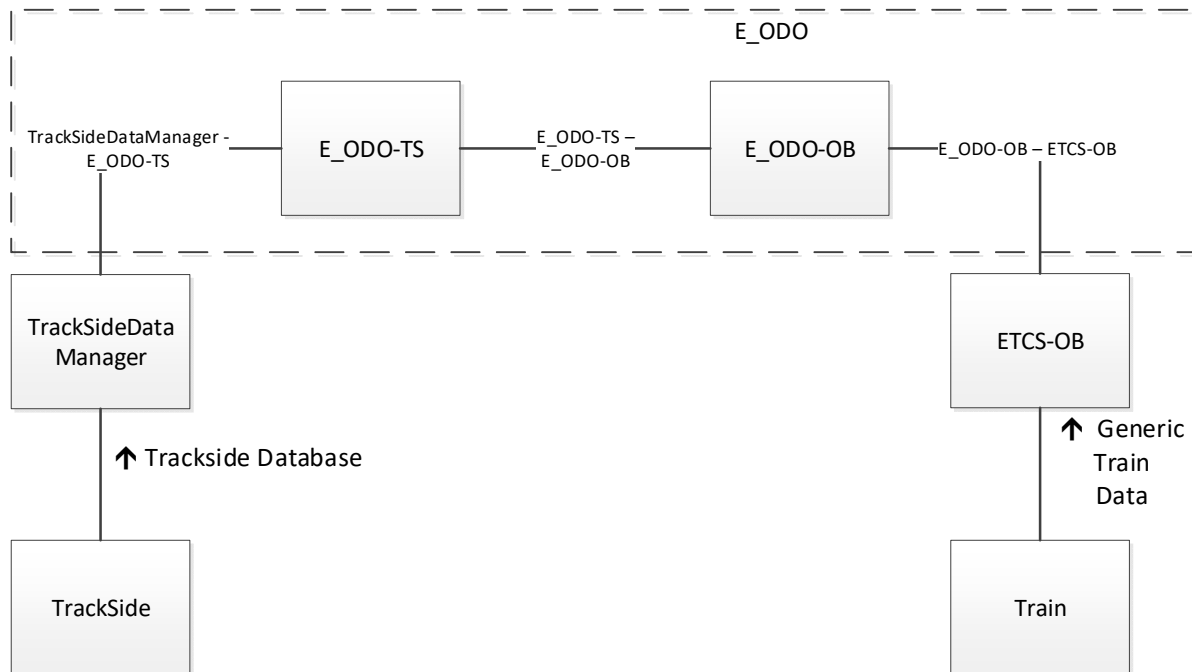 E_ODO
TrackSideDataManager -
E_ODO-TS
E_ODO-TS
E_ODO-TS –
E_ODO-OB
E_ODO-OB
E_ODO-OB – ETCS-OB
TrackSideData
Manager
ETCS-OB
↑ Trackside Database
↑ Generic
Train
Data
TrackSide
Train